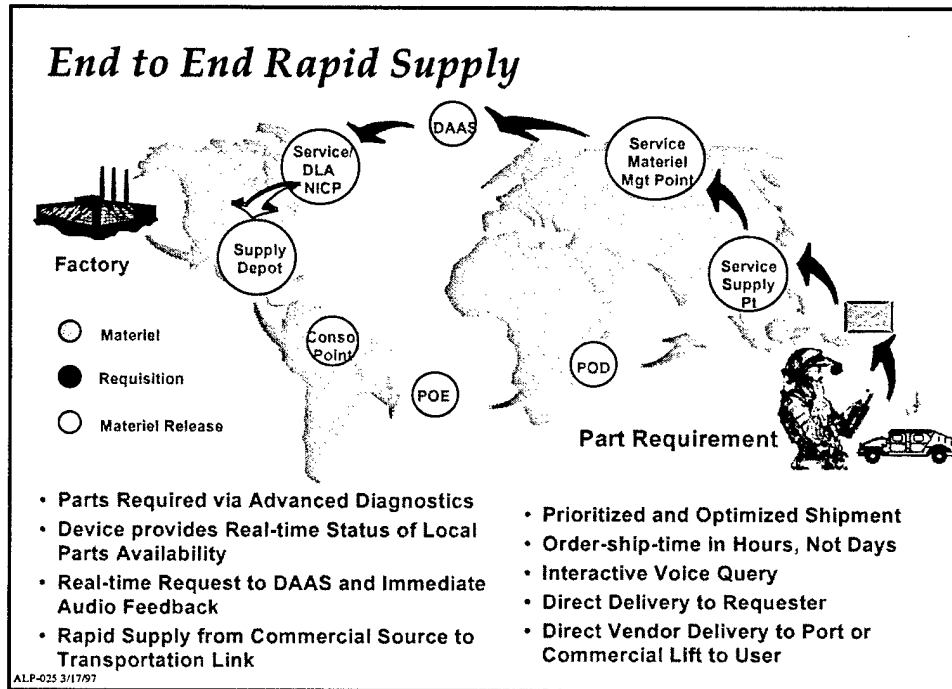 End to End Rapid Supply
DAAS
Service/
DLA
NICP
Service
Materiel
Mgt Point
Factory
Supply
Depot
Service
Supply
Pt
Materiel
Requisition
Materiel Release
Conso
Point
POE
POD
Part Requirement
• Parts Required via Advanced Diagnostics
• Device provides Real-time Status of Local
Parts Availability
• Real-time Request to DAAS and Immediate
Audio Feedback
• Rapid Supply from Commercial Source to
Transportation Link
• Prioritized and Optimized Shipment
• Order-ship-time in Hours, Not Days
• Interactive Voice Query
• Direct Delivery to Requester
• Direct Vendor Delivery to Port or
Commercial Lift to User
ALP-025 3/17/97